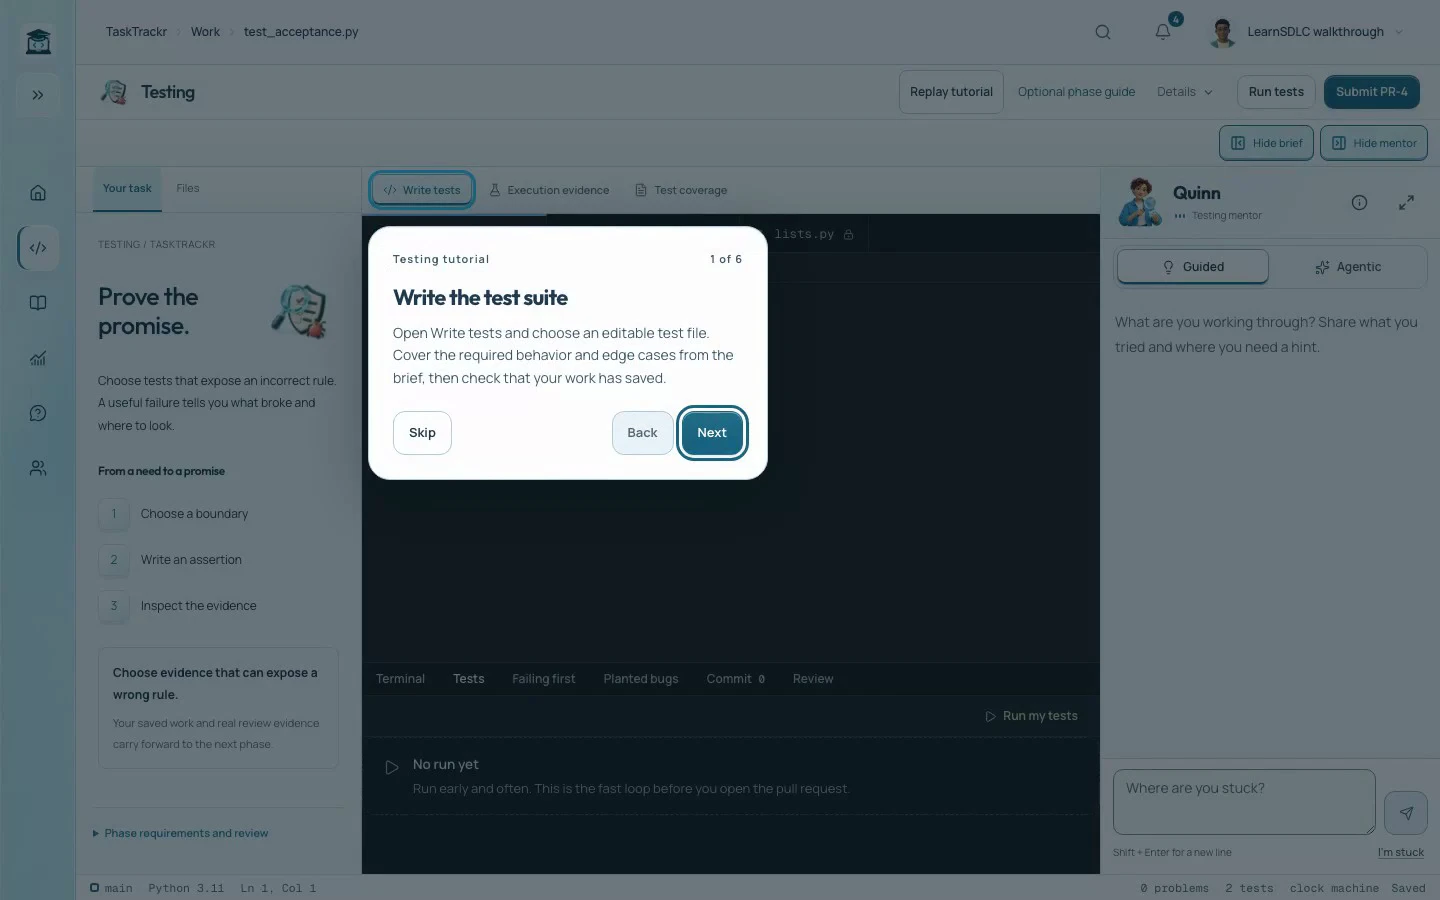 TaskTrackr
Work
test_acceptance.py
4
LearnSDLC walkthrough
Testing
Replay tutorial
Optional phase guide
Details
Run tests
Submit PR-4
Hide brief
Hide mentor
Your task
Files
TESTING / TASKTRACKR
Prove the
promise.
Choose tests that expose an incorrect rule.
A useful failure tells you what broke and
where to look.
From a need to a promise
1
Choose a boundary
2
Write an assertion
3
Inspect the evidence
Choose evidence that can expose a
wrong rule.
Your saved work and real review evidence
carry forward to the next phase.
Phase requirements and review
Write tests
Execution evidence
Test coverage
lists.py
Testing tutorial
1 of 6
Write the test suite
Open Write tests and choose an editable test file.
Cover the required behavior and edge cases from the
brief, then check that your work has saved.
Skip
Back
Next
Terminal
Tests
Failing first
Planted bugs
Commit 0
Review
Run my tests
No run yet
Run early and often. This is the fast loop before you open the pull request.
Quinn
Testing mentor
Guided
Agentic
What are you working through? Share what you
tried and where you need a hint.
Where are you stuck?
Shift + Enter for a new line
I'm stuck
main
Python 3.11
Ln 1, Col 1
0 problems
2 tests
clock machine
Saved